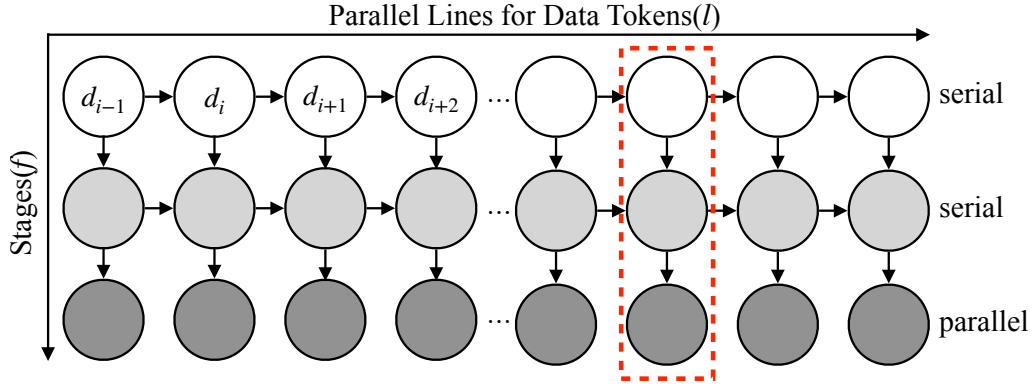 Parallel Lines for Data Tokens(l)
Stages(f)
d_{i−1} d_i d_{i+1} d_{i+2} ... serial
... serial
... parallel